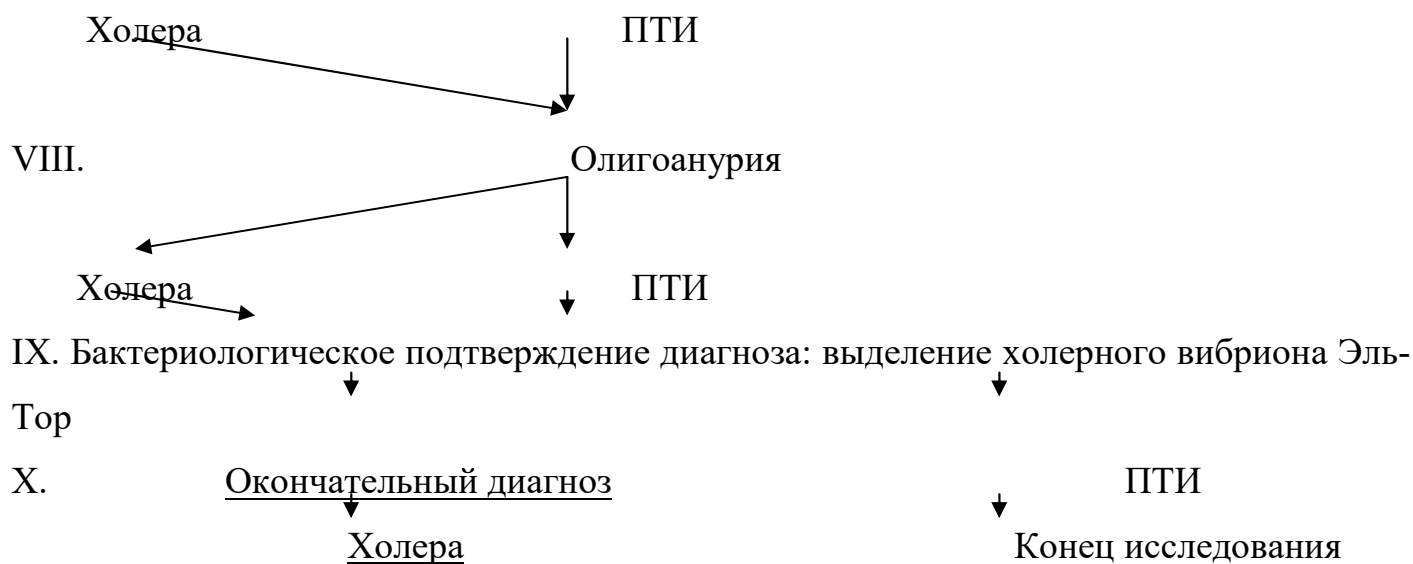 Холера ПТИ
VIII. Олигоанурия
Холера ПТИ
IX. Бактериологическое подтверждение диагноза: выделение холерного вибриона Эль-
Тор
X. Окончательный диагноз ПТИ
Холера Конец исследования